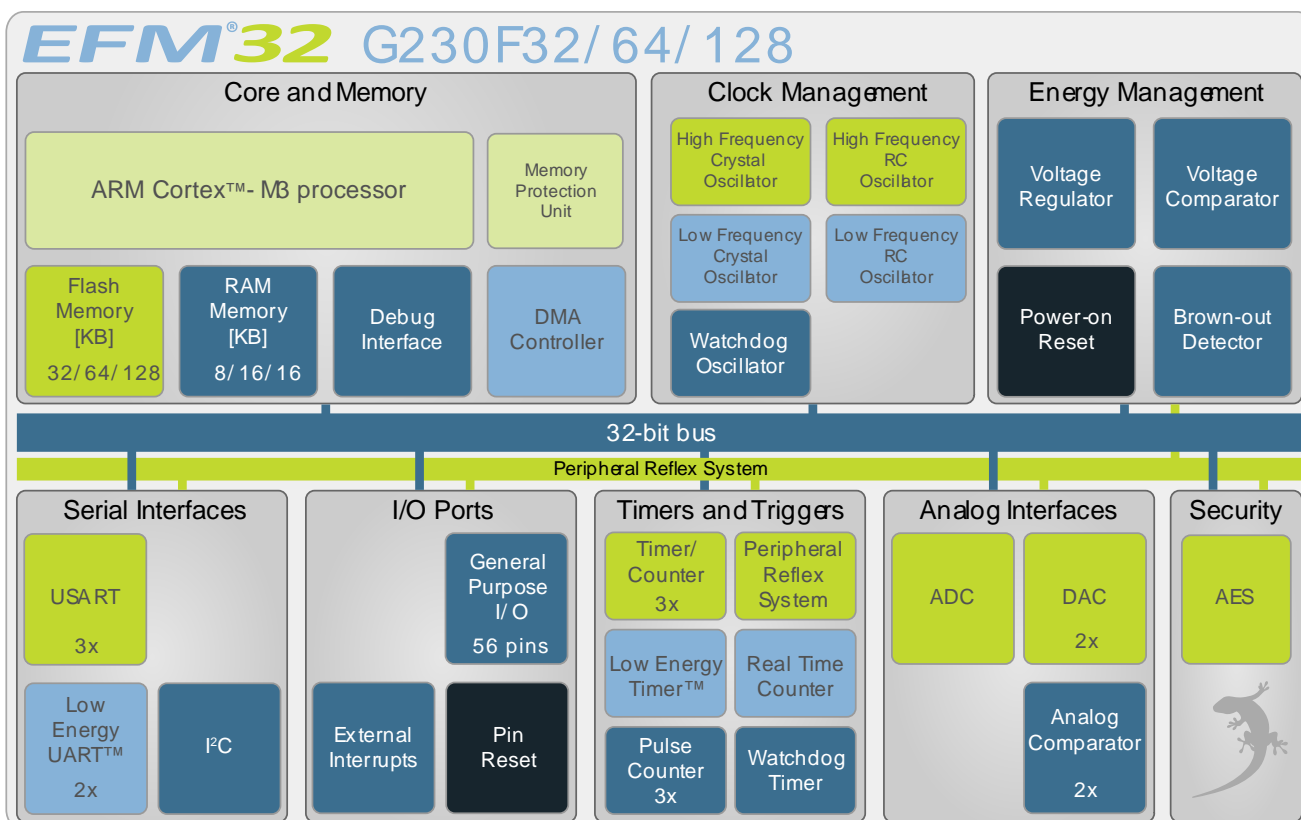 EFM®32 G230F32/64/128
Core and Memory
ARM Cortex™-M3 processor
Memory
Protection
Unit
Flash
Memory
[KB]
32/64/128
RAM
Memory
[KB]
8/16/16
Debug
Interface
DMA
Controller
Clock Management
High Frequency
Crystal
Oscillator
High Frequency
RC
Oscillator
Low Frequency
Crystal
Oscillator
Low Frequency
RC
Oscillator
Watchdog
Oscillator
Energy Management
Voltage
Regulator
Voltage
Comparator
Power-on
Reset
Brown-out
Detector
32-bit bus
Peripheral Reflex System
Serial Interfaces
USART
3x
Low
Energy
UART™
2x
I²C
I/O Ports
General
Purpose
I/O
56 pins
External
Interrupts
Pin
Reset
Timers and Triggers
Timer/
Counter
3x
Peripheral
Reflex
System
Low Energy
Timer™
Real Time
Counter
Pulse
Counter
3x
Watchdog
Timer
Analog Interfaces
ADC
DAC
2x
Analog
Comparator
2x
Security
AES